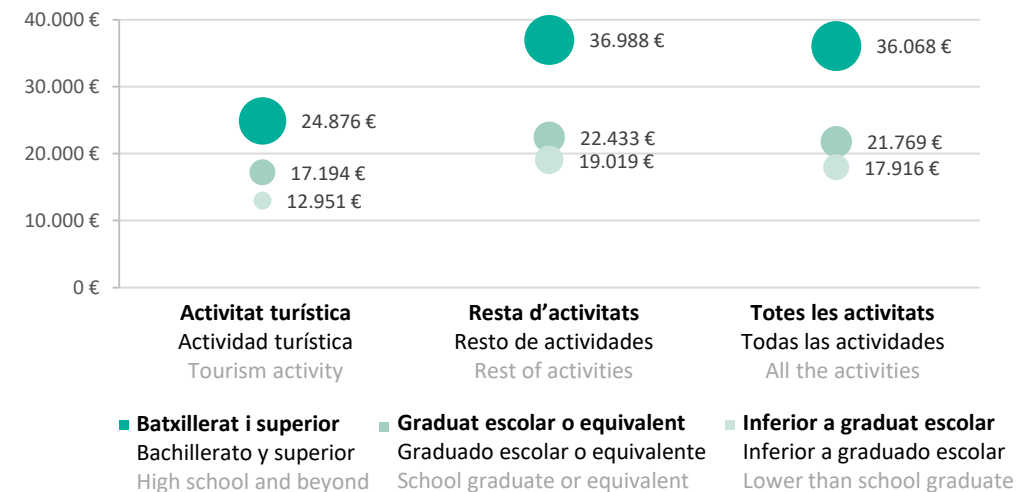 40.000 €
30.000 €
20.000 €
10.000 €
0 €
24.876 €
17.194 €
12.951 €
36.988 €
22.433 €
19.019 €
36.068 €
21.769 €
17.916 €
Activitat turística
Actividad turística
Tourism activity
Resta d’activitats
Resto de actividades
Rest of activities
Totes les activitats
Todas las actividades
All the activities
Batxillerat i superior
Bachillerato y superior
High school and beyond
Graduat escolar o equivalent
Graduado escolar o equivalente
School graduate or equivalent
Inferior a graduat escolar
Inferior a graduado escolar
Lower than school graduate